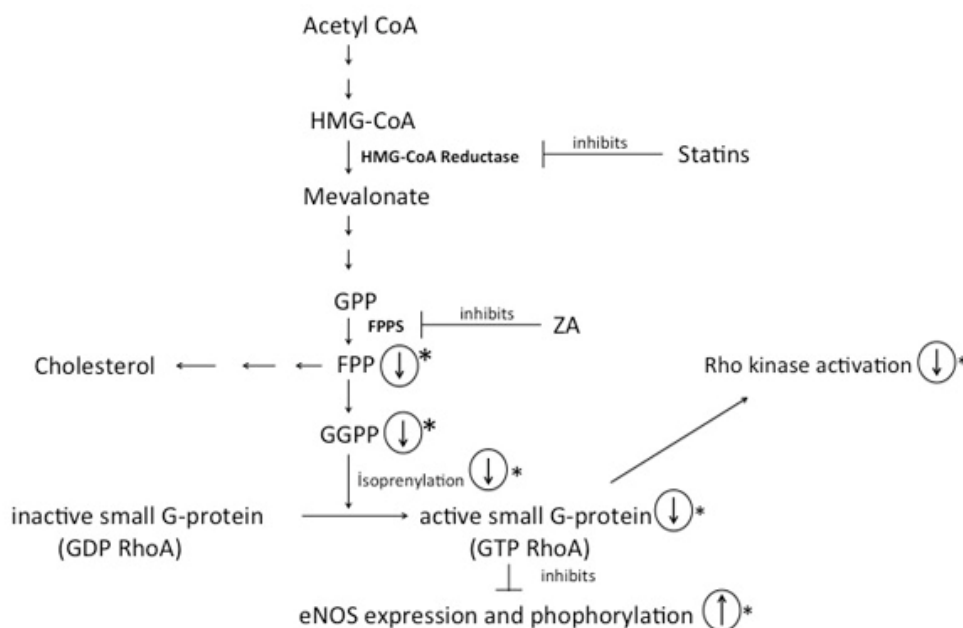 Acetyl CoA
HMG-CoA
HMG-CoA Reductase
inhibits
Statins
Mevalonate
GPP
FPPS
inhibits
ZA
Cholesterol
FPP
*
Rho kinase activation
*
GGPP
*
İsoprenylation
*
inactive small G-protein
(GDP RhoA)
active small G-protein
*
(GTP RhoA)
inhibits
eNOS expression and phophorylation
*